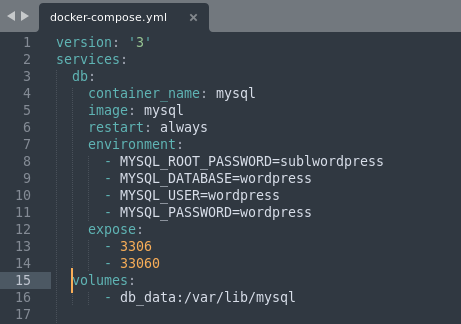 docker-compose.yml
1 version: '3'
2 services:
3 db:
4 container_name: mysql
5 image: mysql
6 restart: always
7 environment:
8 - MYSQL_ROOT_PASSWORD=sublwordpress
9 - MYSQL_DATABASE=wordpress
10 - MYSQL_USER=wordpress
11 - MYSQL_PASSWORD=wordpress
12 expose:
13 - 3306
14 - 33060
15 volumes:
16 - db_data:/var/lib/mysql
17